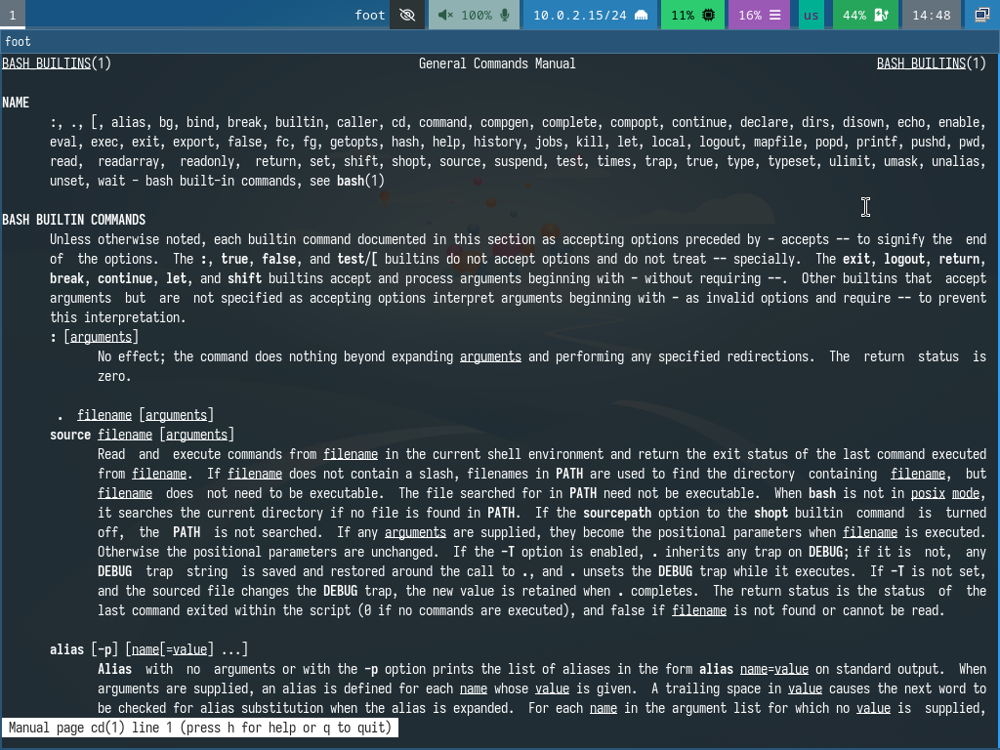 1 foot 100% 10.0.2.15/24 11% 16% us 44% 14:48
foot
BASH_BUILTINS(1) General Commands Manual BASH_BUILTINS(1)
NAME
:, ., [, alias, bg, bind, break, builtin, caller, cd, command, compgen, complete, compopt, continue, declare, dirs, disown, echo, enable,
eval, exec, exit, export, false, fc, fg, getopts, hash, help, history, jobs, kill, let, local, logout, mapfile, popd, printf, pushd, pwd,
read, readarray, readonly, return, set, shift, shopt, source, suspend, test, times, trap, true, type, typeset, ulimit, umask, unalias,
unset, wait - bash built-in commands, see bash(1)
BASH BUILTIN COMMANDS
Unless otherwise noted, each builtin command documented in this section as accepting options preceded by - accepts -- to signify the end
of the options. The :, true, false, and test/[ builtins do not accept options and do not treat -- specially. The exit, logout, return,
break, continue, let, and shift builtins accept and process arguments beginning with - without requiring --. Other builtins that accept
arguments but are not specified as accepting options interpret arguments beginning with - as invalid options and require -- to prevent
this interpretation.
: [arguments]
No effect; the command does nothing beyond expanding arguments and performing any specified redirections. The return status is
zero.
. filename [arguments]
source filename [arguments]
Read and execute commands from filename in the current shell environment and return the exit status of the last command executed
from filename. If filename does not contain a slash, filenames in PATH are used to find the directory containing filename, but
filename does not need to be executable. The file searched for in PATH need not be executable. When bash is not in posix mode,
it searches the current directory if no file is found in PATH. If the sourcepath option to the shopt builtin command is turned
off, the PATH is not searched. If any arguments are supplied, they become the positional parameters when filename is executed.
Otherwise the positional parameters are unchanged. If the -T option is enabled, . inherits any trap on DEBUG; if it is not, any
DEBUG trap string is saved and restored around the call to ., and . unsets the DEBUG trap while it executes. If -T is not set,
and the sourced file changes the DEBUG trap, the new value is retained when . completes. The return status is the status of the
last command exited within the script (0 if no commands are executed), and false if filename is not found or cannot be read.
alias [-p] [name[=value] ...]
Alias with no arguments or with the -p option prints the list of aliases in the form alias name=value on standard output. When
arguments are supplied, an alias is defined for each name whose value is given. A trailing space in value causes the next word to
be checked for alias substitution when the alias is expanded. For each name in the argument list for which no value is supplied,
Manual page cd(1) line 1 (press h for help or q to quit)